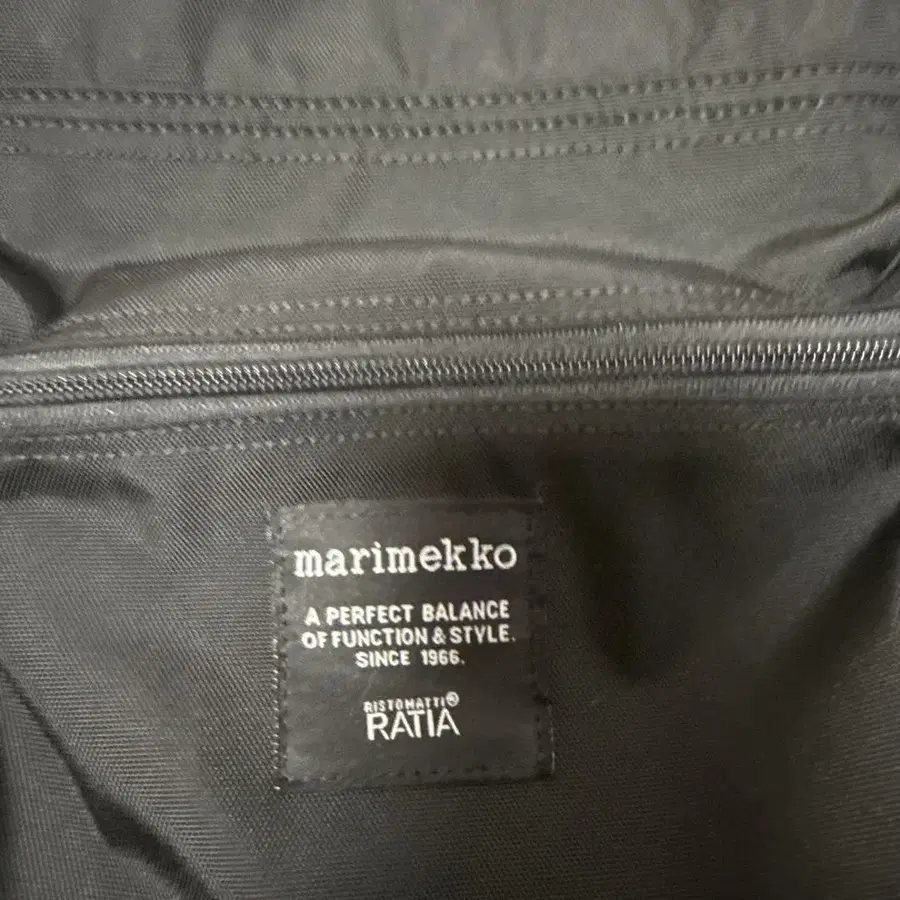 marimekko
A PERFECT BALANCE
OF FUNCTION & STYLE.
SINCE 1966.
RISTOMATTI®
RATIA